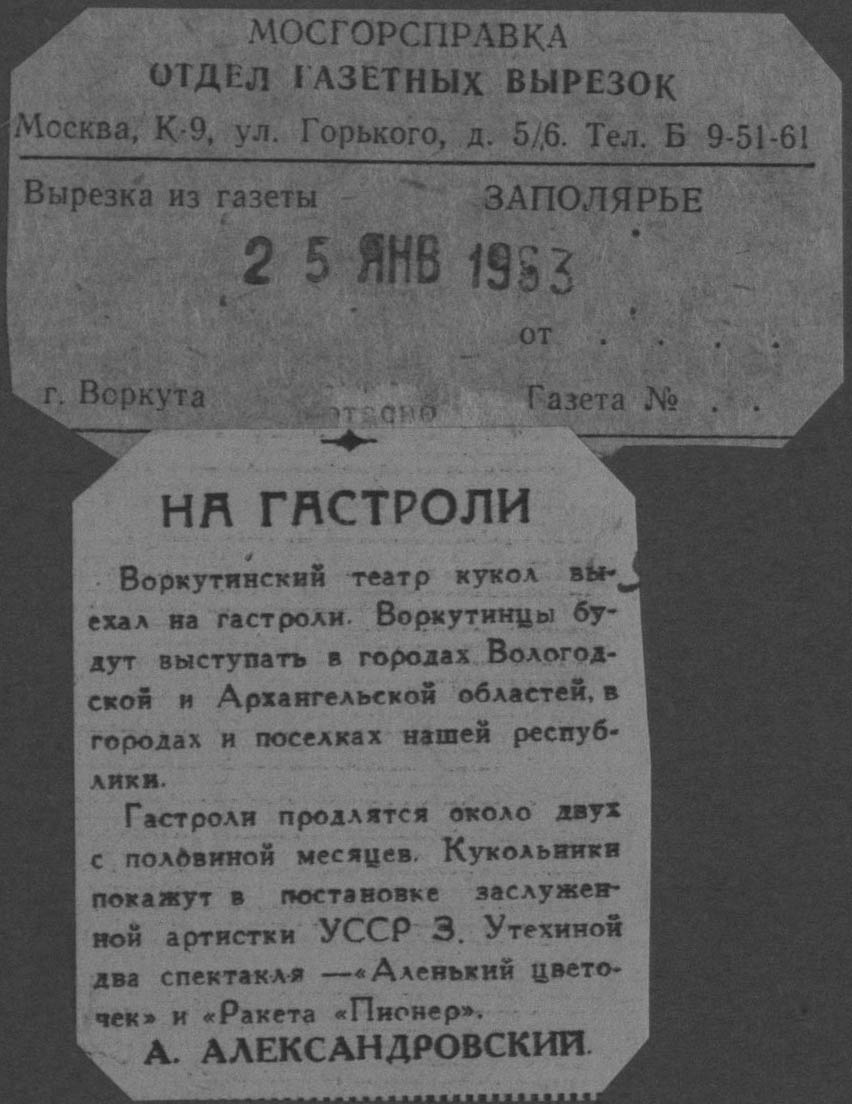 МОСГОРСПРАВКА
ОТДЕЛ ГАЗЕТНЫХ ВЫРЕЗОК
Москва, К-9, ул. Горького, д. 5/6. Тел. Б 9-51-61
Вырезка из газеты ЗАПОЛЯРЬЕ
25 ЯНВ 1963
от . . . .
г. Воркута Газета № . .
НА ГАСТРОЛИ
Воркутинский театр кукол вы-
ехал на гастроли. Воркутинцы бу-
дут выступать в городах Вологод-
ской и Архангельской областей, в
городах и поселках нашей респуб-
лики.
Гастроли продлятся около двух
с половиной месяцев. Кукольники
покажут в постановке заслужен-
ной артистки УССР З. Утехиной
два спектакля —«Аленький цвето-
чек» и «Ракета «Пионер».
А. АЛЕКСАНДРОВСКИЙ.